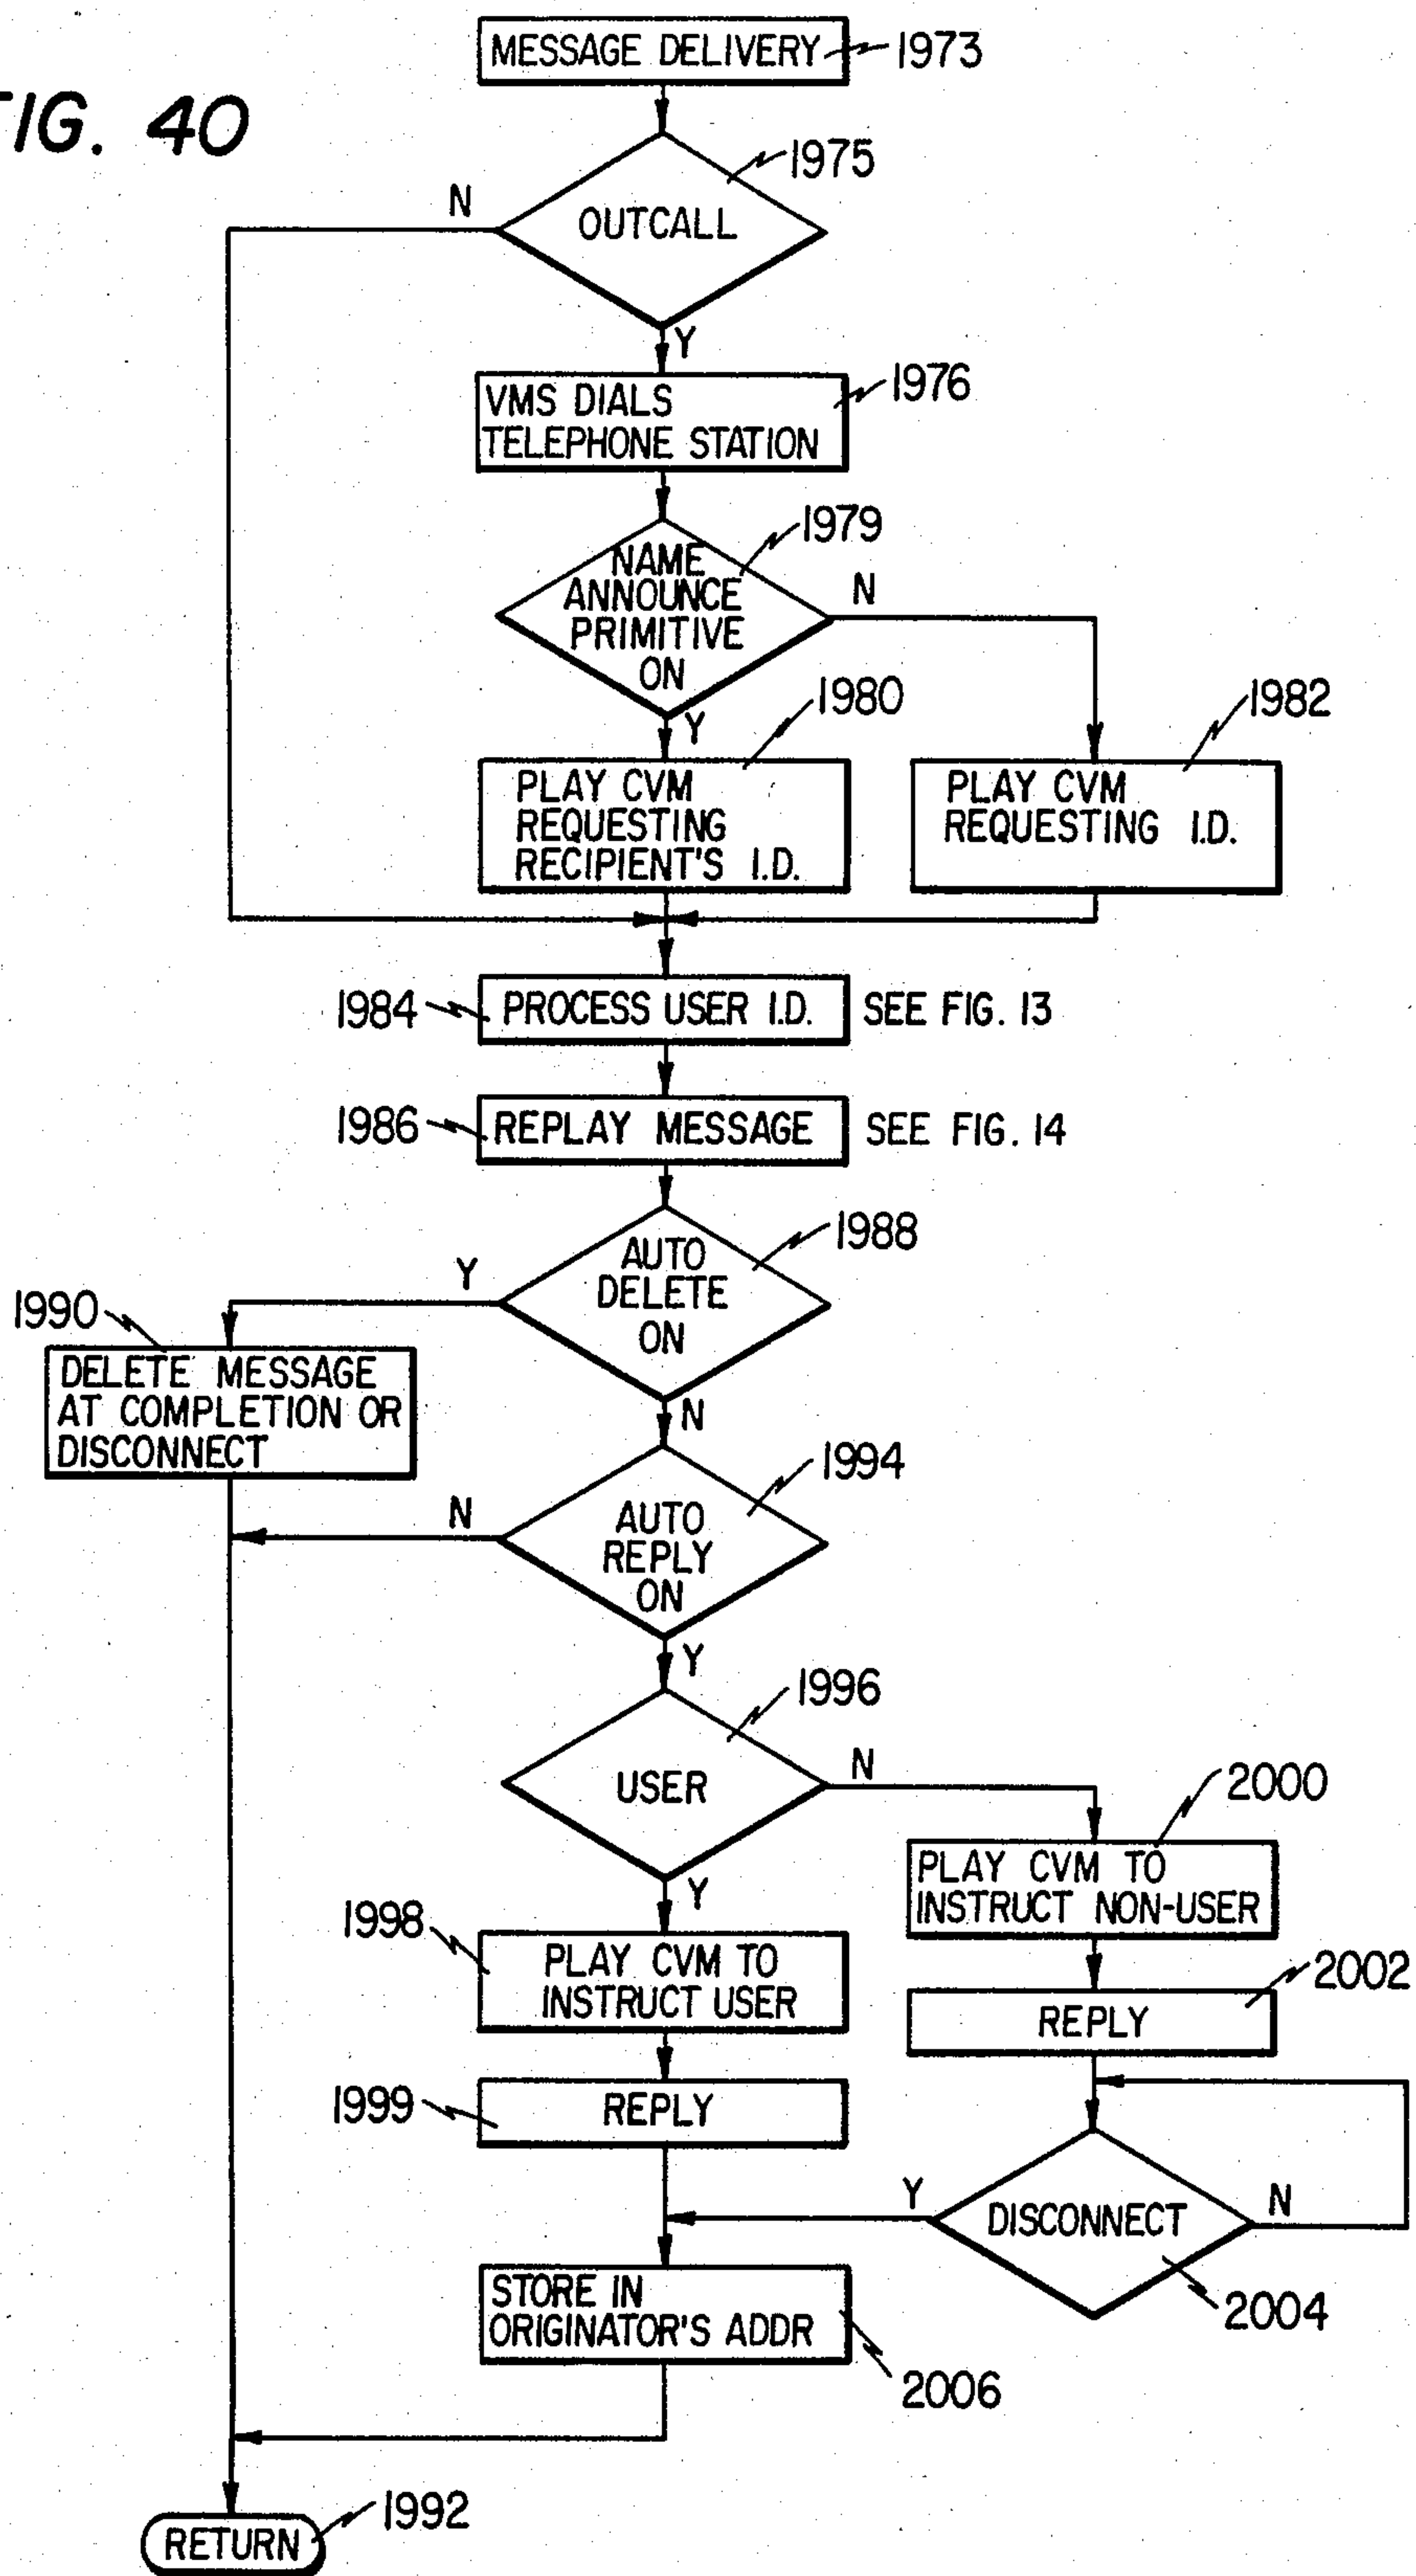 MESSAGE DELIVERY 1973
FIG. 40
1975
N
OUTCALL
Y
VMS DIALS 1976
TELEPHONE STATION
1979
NAME
ANNOUNCE N
PRIMITIVE
ON
1980 1982
Y
PLAY CVM
REQUESTING
RECIPIENT'S I.D.
PLAY CVM
REQUESTING I.D.
1984 PROCESS USER I.D. SEE FIG. 13
1986 REPLAY MESSAGE SEE FIG. 14
1988
AUTO
DELETE
ON
Y
1990
DELETE MESSAGE
AT COMPLETION OR
DISCONNECT
N
1994
N
AUTO
REPLY
ON
Y
1996
USER
N
2000
PLAY CVM TO
INSTRUCT NON-USER
Y
1998
PLAY CVM TO
INSTRUCT USER
2002
REPLY
1999 REPLY
Y DISCONNECT N
2004
STORE IN
ORIGINATOR'S ADDR
2006
1992
RETURN